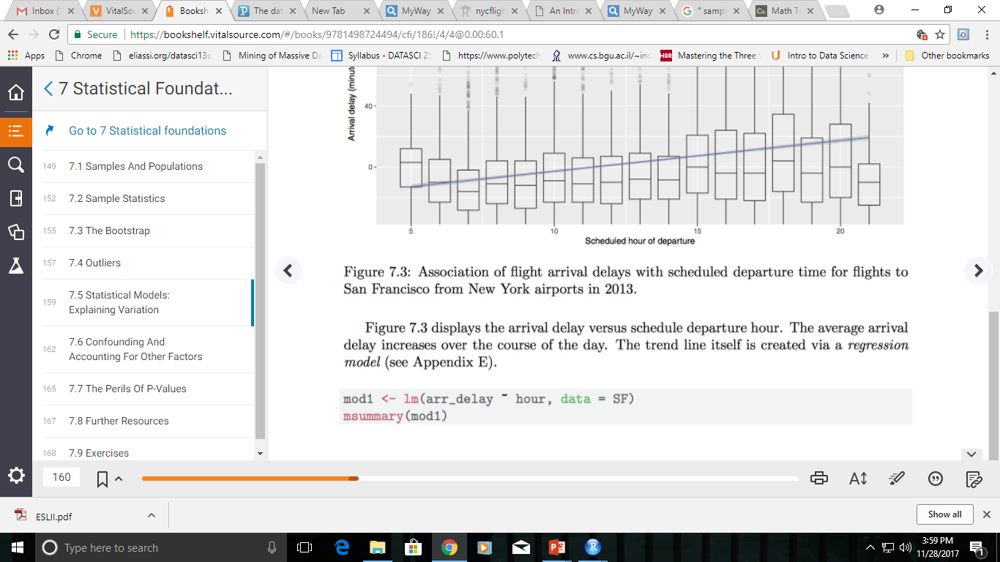 Inbox (
VitalSou
Booksh
The dat
New Tab
MyWay
nycfligh
An Intro
MyWay
" sampl
Co. Math Tu
Secure https://bookshelf.vitalsource.com/#/books/9781498724494/cfi/186!/4/4@0.00:60.1
Apps Chrome eliassi.org/datasci13s Mining of Massive Da Syllabus - DATASCI 25 https://www.polytech www.cs.bgu.ac.il/~inc HBR Mastering the Three Intro to Data Science » Other bookmarks
7 Statistical Foundat...
Go to 7 Statistical foundations
149 7.1 Samples And Populations
152 7.2 Sample Statistics
155 7.3 The Bootstrap
157 7.4 Outliers
159 7.5 Statistical Models:
Explaining Variation
162 7.6 Confounding And
Accounting For Other Factors
165 7.7 The Perils Of P-Values
167 7.8 Further Resources
168 7.9 Exercises
Arrival delay (minut
40
0
5 10 15 20
Scheduled hour of departure
Figure 7.3: Association of flight arrival delays with scheduled departure time for flights to
San Francisco from New York airports in 2013.
Figure 7.3 displays the arrival delay versus schedule departure hour. The average arrival
delay increases over the course of the day. The trend line itself is created via a regression
model (see Appendix E).
mod1 <- lm(arr_delay ~ hour, data = SF)
msummary(mod1)
160
ESLII.pdf
Show all
Type here to search
3:59 PM
11/28/2017
1